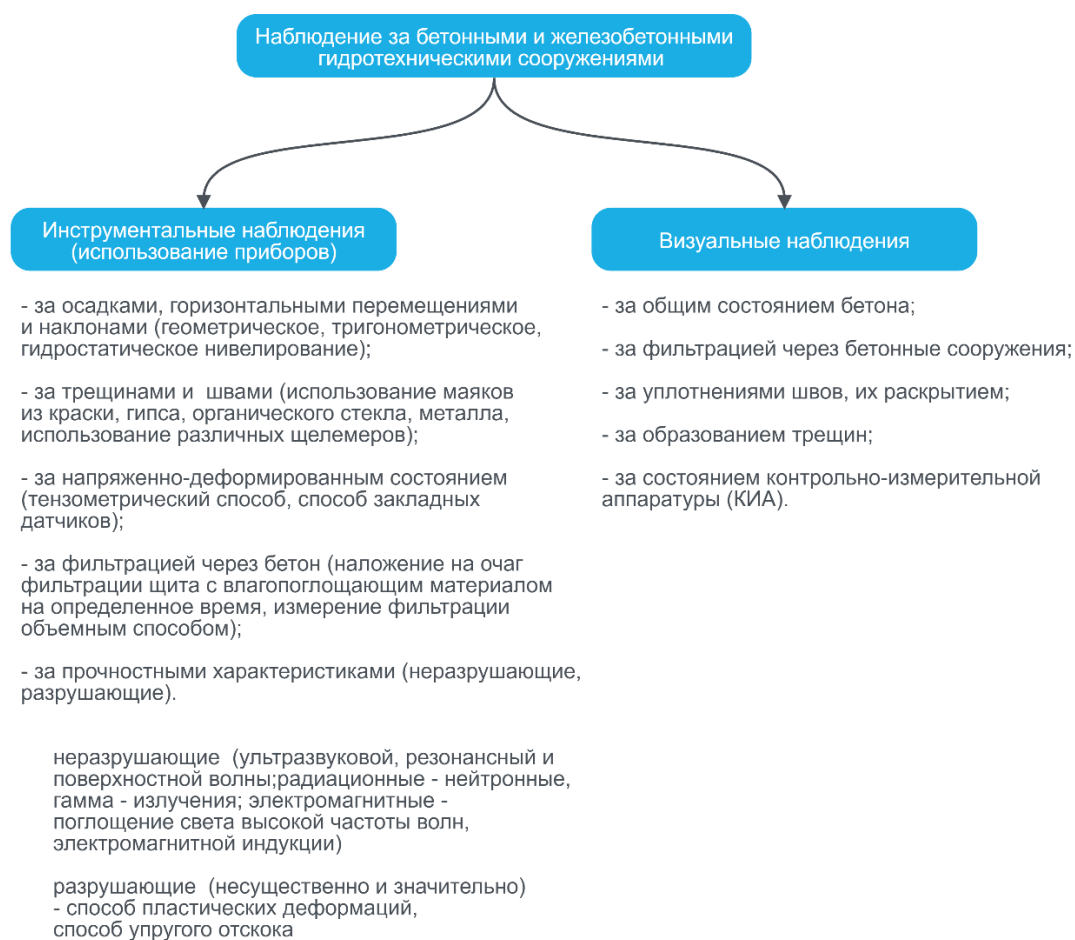 Наблюдение за бетонными и железобетонными
гидротехническими сооружениями
Инструментальные наблюдения
(использование приборов)
- за осадками, горизонтальными перемещениями
и наклонами (геометрическое, тригонометрическое,
гидростатическое нивелирование);
- за трещинами и  швами (использование маяков
из краски, гипса, органического стекла, металла,
использование различных щелемеров);
- за напряженно-деформированным состоянием
(тензометрический способ, способ закладных
датчиков);
- за фильтрацией через бетон (наложение на очаг
фильтрации щита с влагопоглощающим материалом
на определенное время, измерение фильтрации
объемным способом);
- за прочностными характеристиками (неразрушающие,
разрушающие).
неразрушающие  (ультразвуковой, резонансный и
поверхностной волны;радиационные - нейтронные,
гамма - излучения; электромагнитные -
поглощение света высокой частоты волн,
электромагнитной индукции)
разрушающие  (несущественно и значительно)
- способ пластических деформаций,
способ упругого отскока
Визуальные наблюдения
- за общим состоянием бетона;
- за фильтрацией через бетонные сооружения;
- за уплотнениями швов, их раскрытием;
- за образованием трещин;
- за состоянием контрольно-измерительной
аппаратуры (КИА).